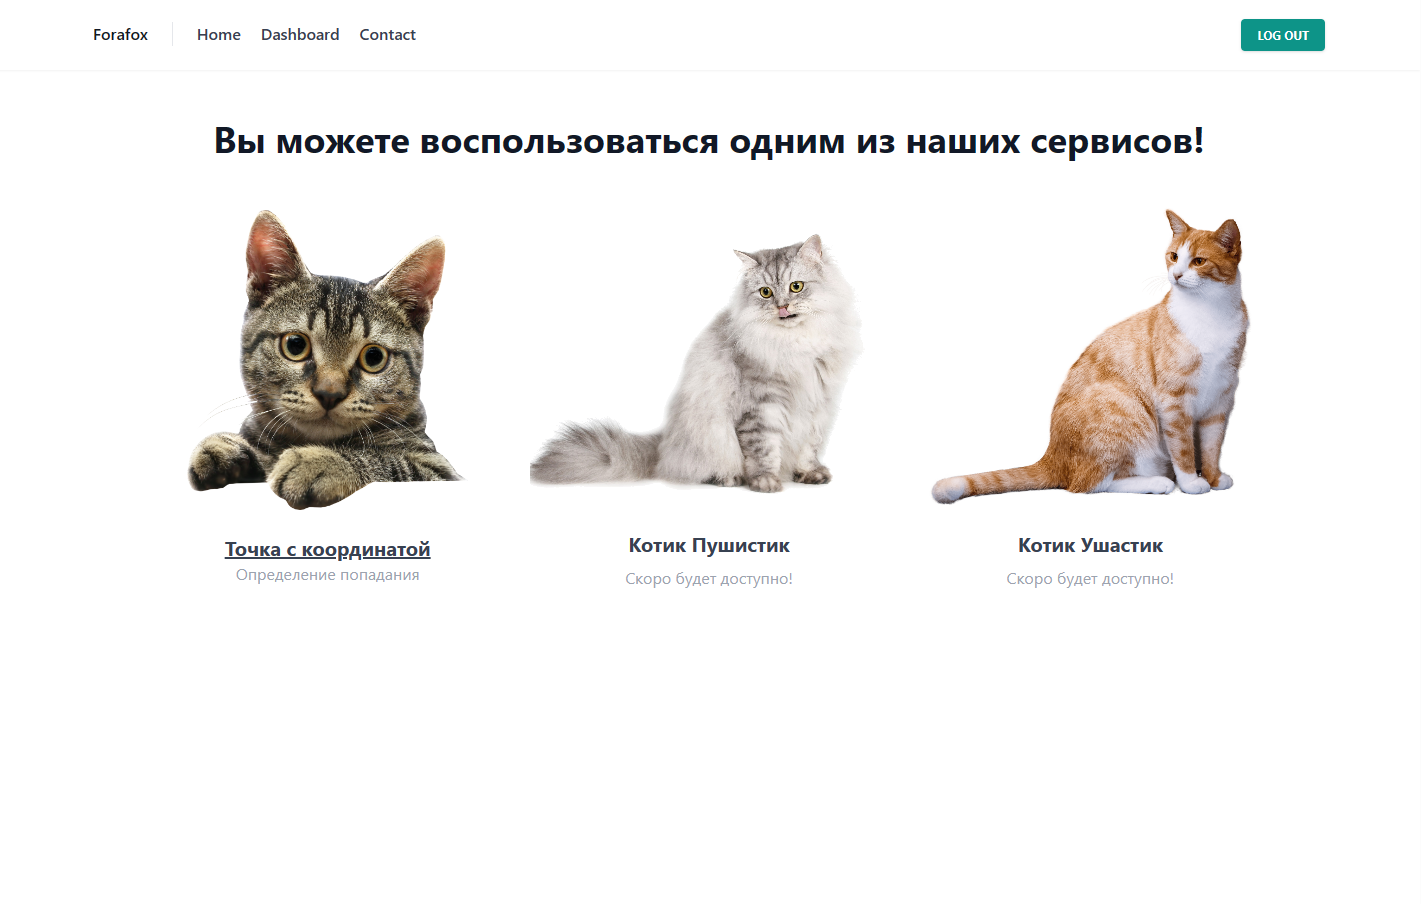 Forafox Home Dashboard Contact LOG OUT
Вы можете воспользоваться одним из наших сервисов!
Точка с координатой
Определение попадания
Котик Пушистик
Скоро будет доступно!
Котик Ушастик
Скоро будет доступно!